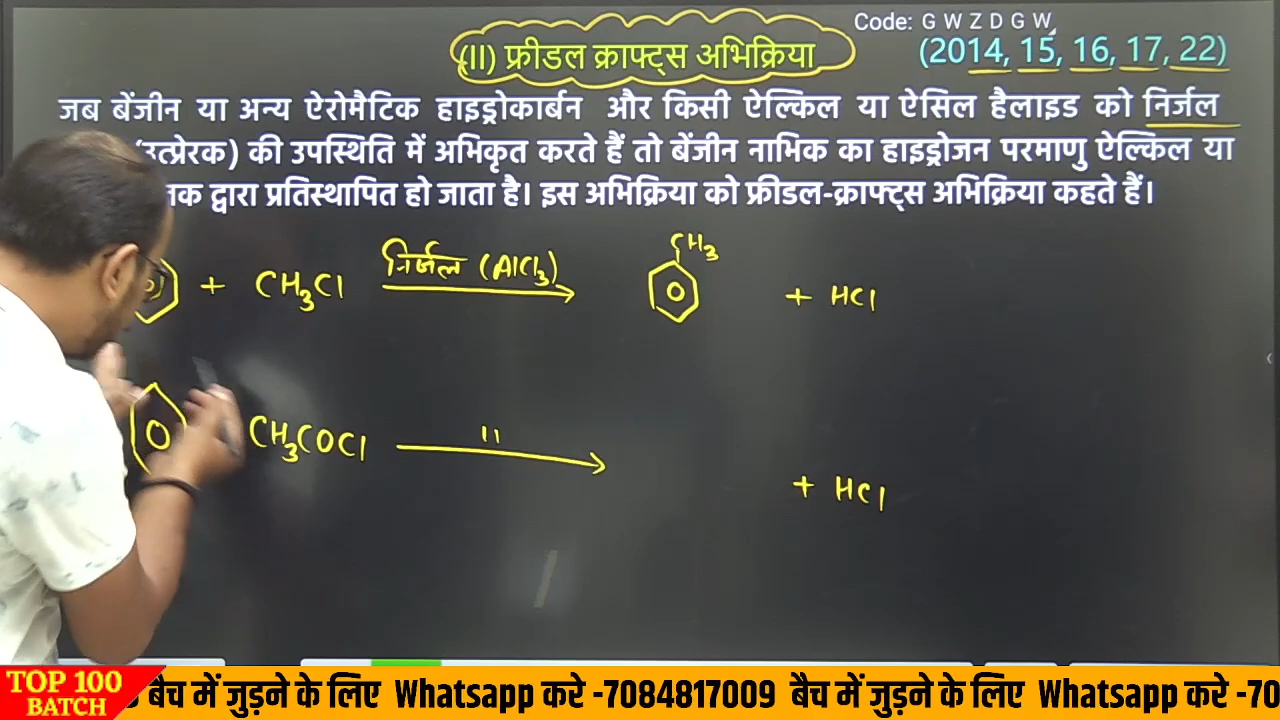 Code: G W Z D G W
(II) फ्रीडल क्राफ्ट्स अभिक्रिया
(2014, 15, 16, 17, 22)
जब बेंजीन या अन्य ऐरोमैटिक हाइड्रोकार्बन और किसी ऐल्किल या ऐसिल हैलाइड को निर्जल
(उत्प्रेरक) की उपस्थिति में अभिकृत करते हैं तो बेंजीन नाभिक का हाइड्रोजन परमाणु ऐल्किल या
द्वारा प्रतिस्थापित हो जाता है। इस अभिक्रिया को फ्रीडल-क्राफ्ट्स अभिक्रिया कहते हैं।
+ CH₃Cl निर्जल (AlCl₃) CH₃ + HCl
CH₃COCl " + HCl
TOP 100
BATCH
बैच में जुड़ने के लिए Whatsapp करे -7084817009 बैच में जुड़ने के लिए Whatsapp करे -70